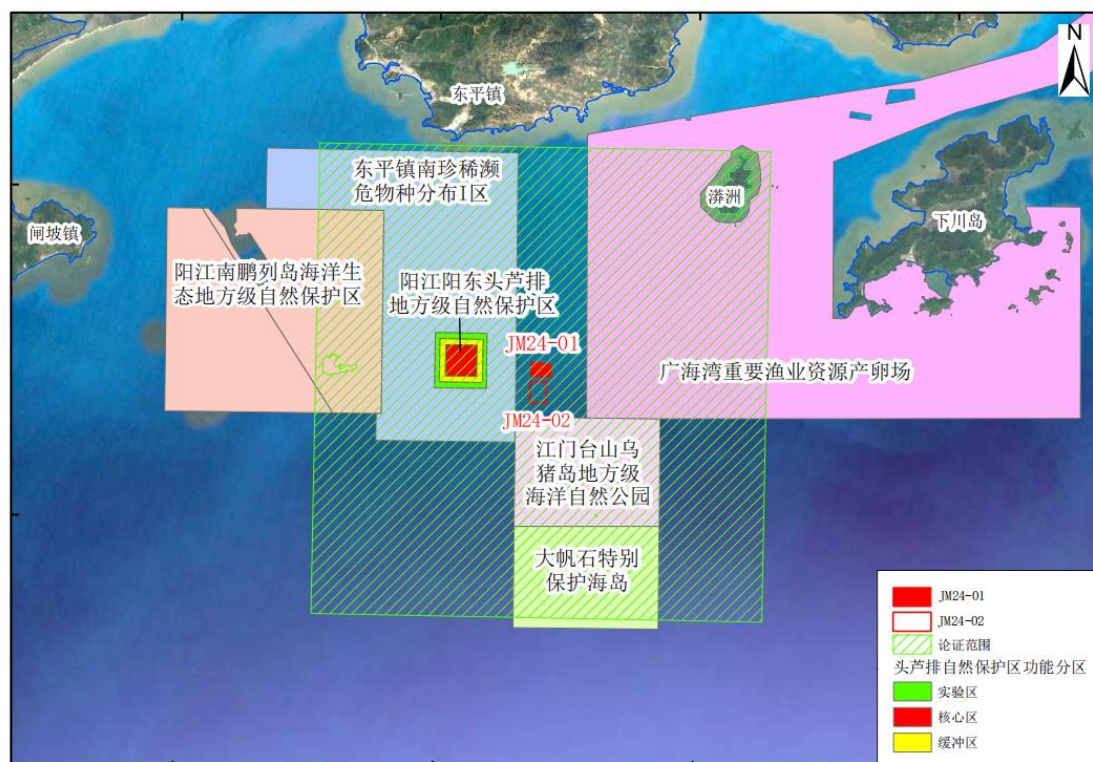 N
东平镇
东平镇南珍稀濒
危物种分布I区
漭洲
下川岛
闸坡镇
阳江南鹏列岛海洋生
态地方级自然保护区
阳江阳东头芦排
地方级自然保护区
JM24-01
广海湾重要渔业资源产卵场
JM24-02
江门台山乌
猪岛地方级
海洋自然公园
大帆石特别
保护海岛
JM24-01
JM24-02
论证范围
头芦排自然保护区功能分区
实验区
核心区
缓冲区